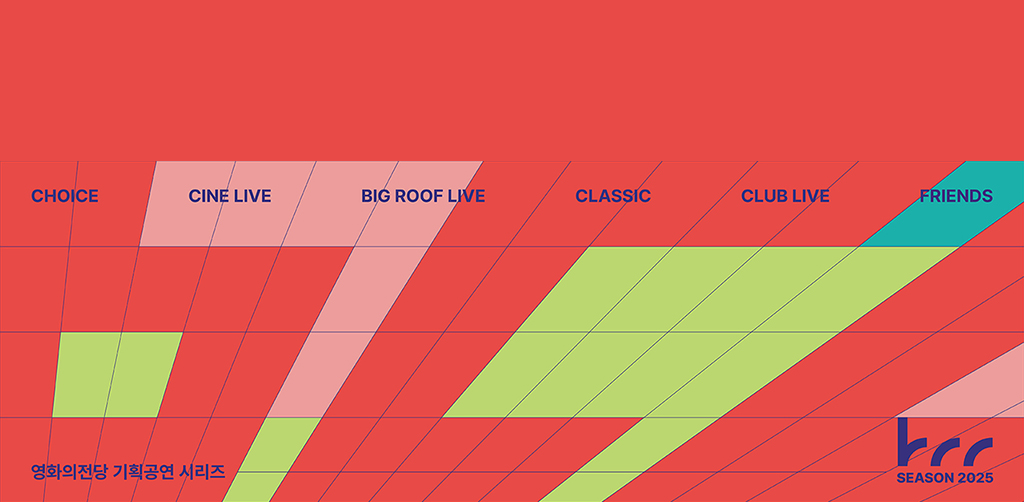 CHOICE CINE LIVE BIG ROOF LIVE CLASSIC CLUB LIVE FRIENDS
영화의전당 기획공연 시리즈
bcc
SEASON 2025